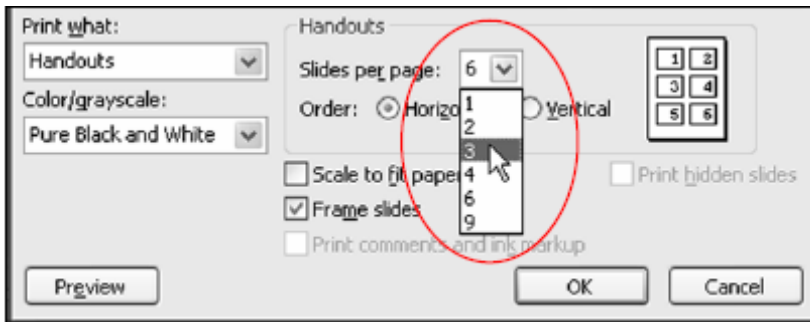 Print what:
Handouts
Color/grayscale:
Pure Black and White
Handouts
Slides per page: 6
Order: Horizo Vertical
1
2
3
4
6
9
1 2
3 4
5 6
Scale to fit paper
Print hidden slides
Frame slides
Print comments and ink markup
Preview
OK
Cancel